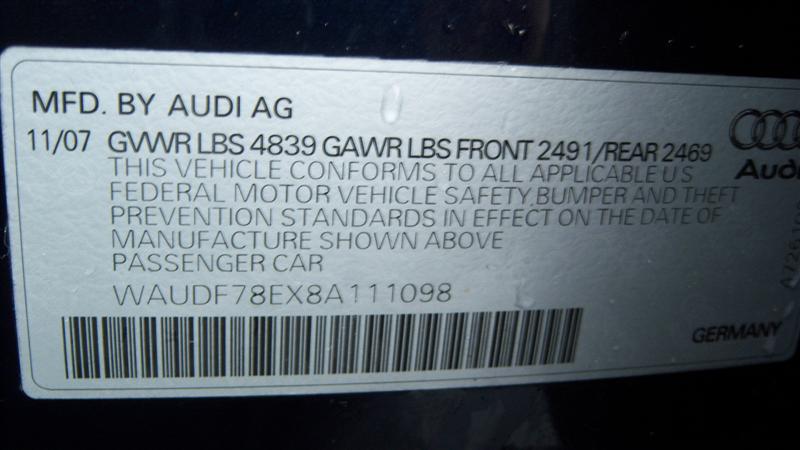 MFD. BY AUDI AG
11/07 GVWR LBS 4839 GAWR LBS FRONT 2491/REAR 2469
THIS VEHICLE CONFORMS TO ALL APPLICABLE U S
FEDERAL MOTOR VEHICLE SAFETY,BUMPER AND THEFT
PREVENTION STANDARDS IN EFFECT ON THE DATE OF
MANUFACTURE SHOWN ABOVE
PASSENGER CAR
WAUDF78EX8A111098
Audi
GERMANY